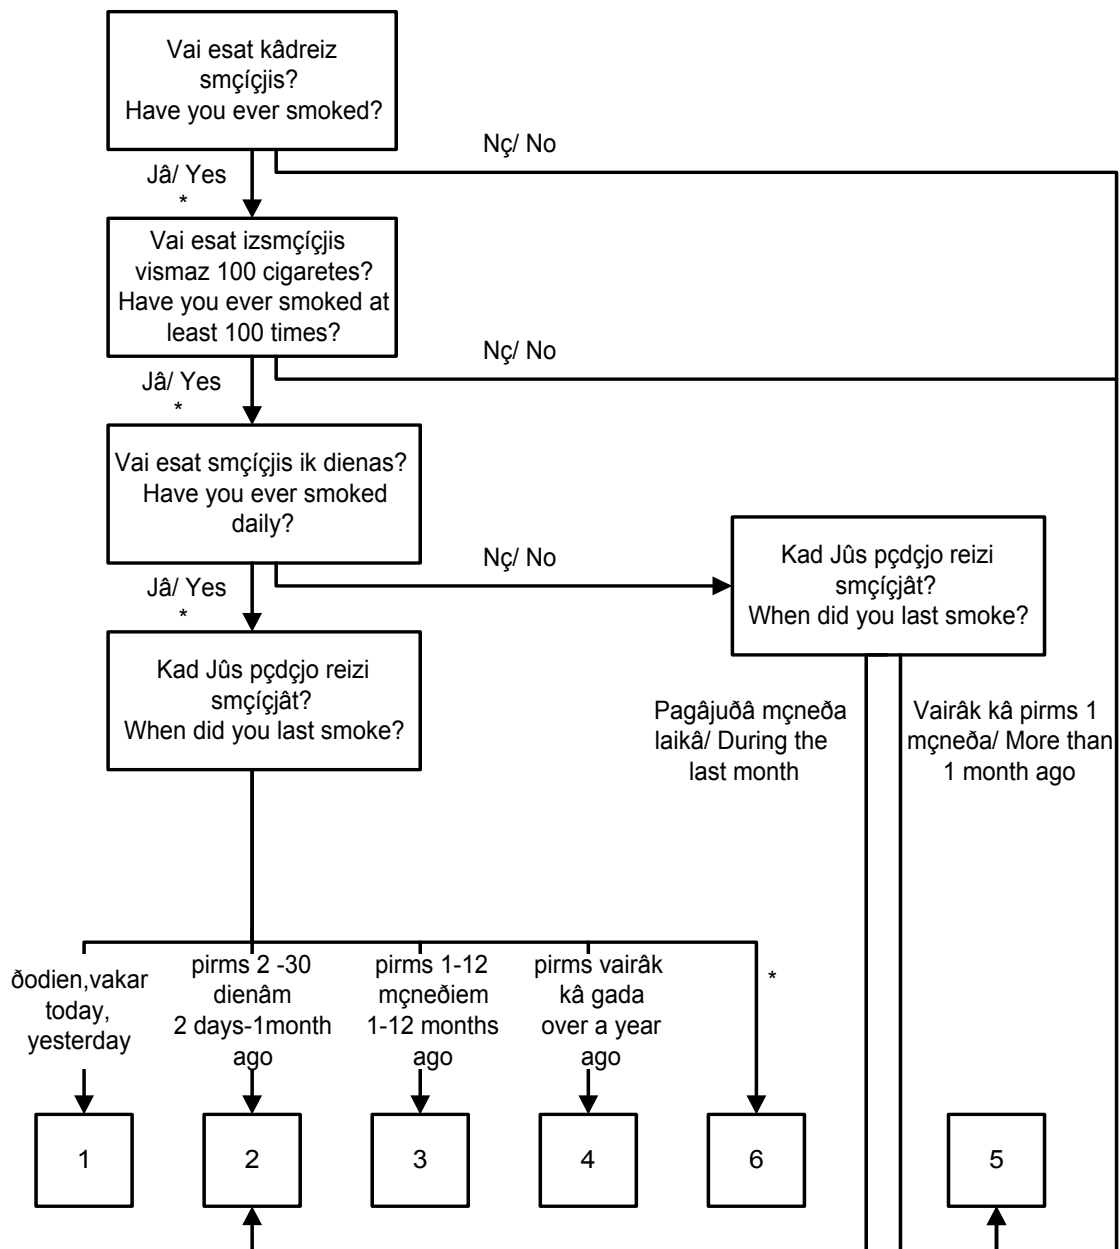 Vai esat kâdreiz
smçíçjis?
Have you ever smoked?
Nç/ No
Jâ/ Yes
*
Vai esat izsmçíçjis
vismaz 100 cigaretes?
Have you ever smoked at
least 100 times?
Nç/ No
Jâ/ Yes
*
Vai esat smçíçjis ik dienas?
Have you ever smoked
daily?
Nç/ No
Jâ/ Yes
*
Kad Jûs pçdçjo reizi
smçíçjât?
When did you last smoke?
Kad Jûs pçdçjo reizi
smçíçjât?
When did you last smoke?
Pagâjuðâ mçneða
laikâ/ During the
last month
Vairâk kâ pirms 1
mçneða/ More than
1 month ago
ðodien,vakar
today,
yesterday
pirms 2 -30
dienâm
2 days-1month
ago
pirms 1-12
mçneðiem
1-12 months
ago
pirms vairâk
kâ gada
over a year
ago
*
1
2
3
4
6
5